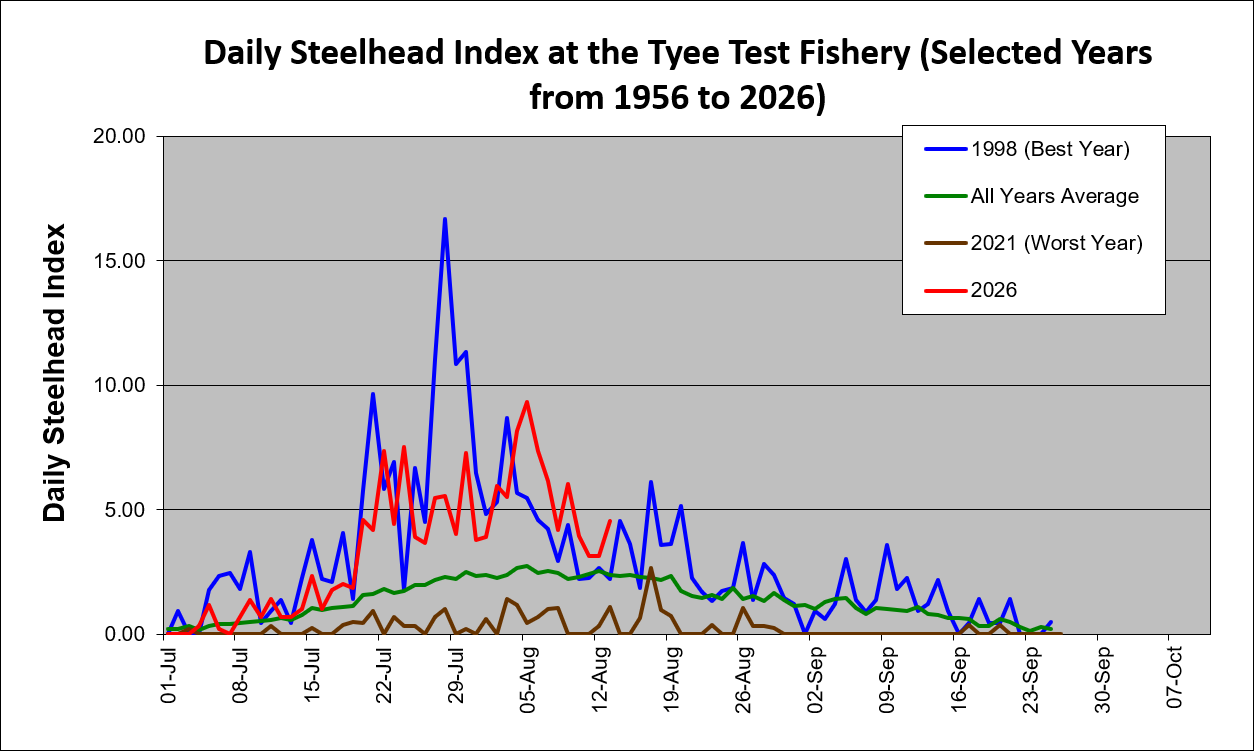 Daily Steelhead Index at the Tyee Test Fishery (Selected Years
from 1956 to 2026)
Daily Steelhead Index
20.00
15.00
10.00
5.00
0.00
1998 (Best Year)
All Years Average
2021 (Worst Year)
2026
01-Jul
08-Jul
15-Jul
22-Jul
29-Jul
05-Aug
12-Aug
19-Aug
26-Aug
02-Sep
09-Sep
16-Sep
23-Sep
30-Sep
07-Oct